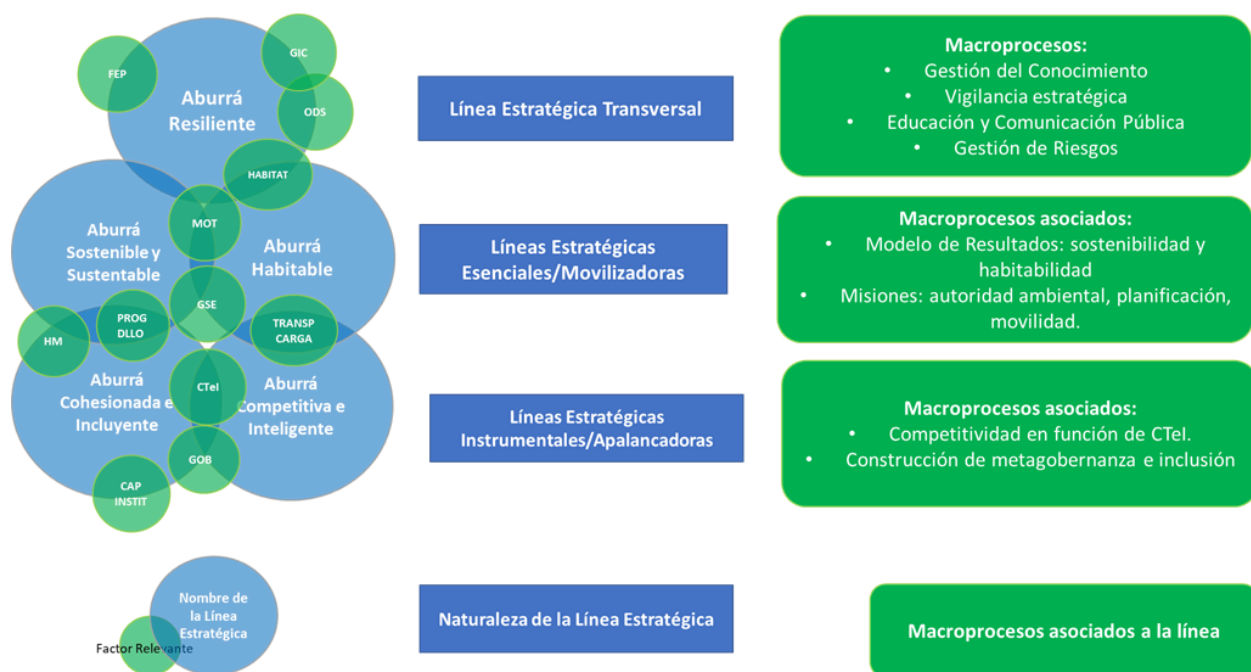 FEP
GIC
ODS
Aburrá
Resiliente
HABITAT
MOT
Aburrá
Sostenible y
Sustentable
Aburrá
Habitable
GSE
PROG
DLLO
TRANSP
CARGA
HM
Aburrá
Cohesionada e
Incluyente
CTeI
Aburrá
Competitiva e
Inteligente
GOB
CAP
INSTIT
Línea Estratégica Transversal
Macroprocesos:
• Gestión del Conocimiento
• Vigilancia estratégica
• Educación y Comunicación Pública
• Gestión de Riesgos
Líneas Estratégicas
Esenciales/Movilizadoras
Macroprocesos asociados:
• Modelo de Resultados: sostenibilidad y
habitabilidad
• Misiones: autoridad ambiental, planificación,
movilidad.
Líneas Estratégicas
Instrumentales/Apalancadoras
Macroprocesos asociados:
• Competitividad en función de CTeI.
• Construcción de metagobernanza e inclusión
Nombre de
la Línea
Estratégica
Factor Relevante
Naturaleza de la Línea Estratégica
Macroprocesos asociados a la línea